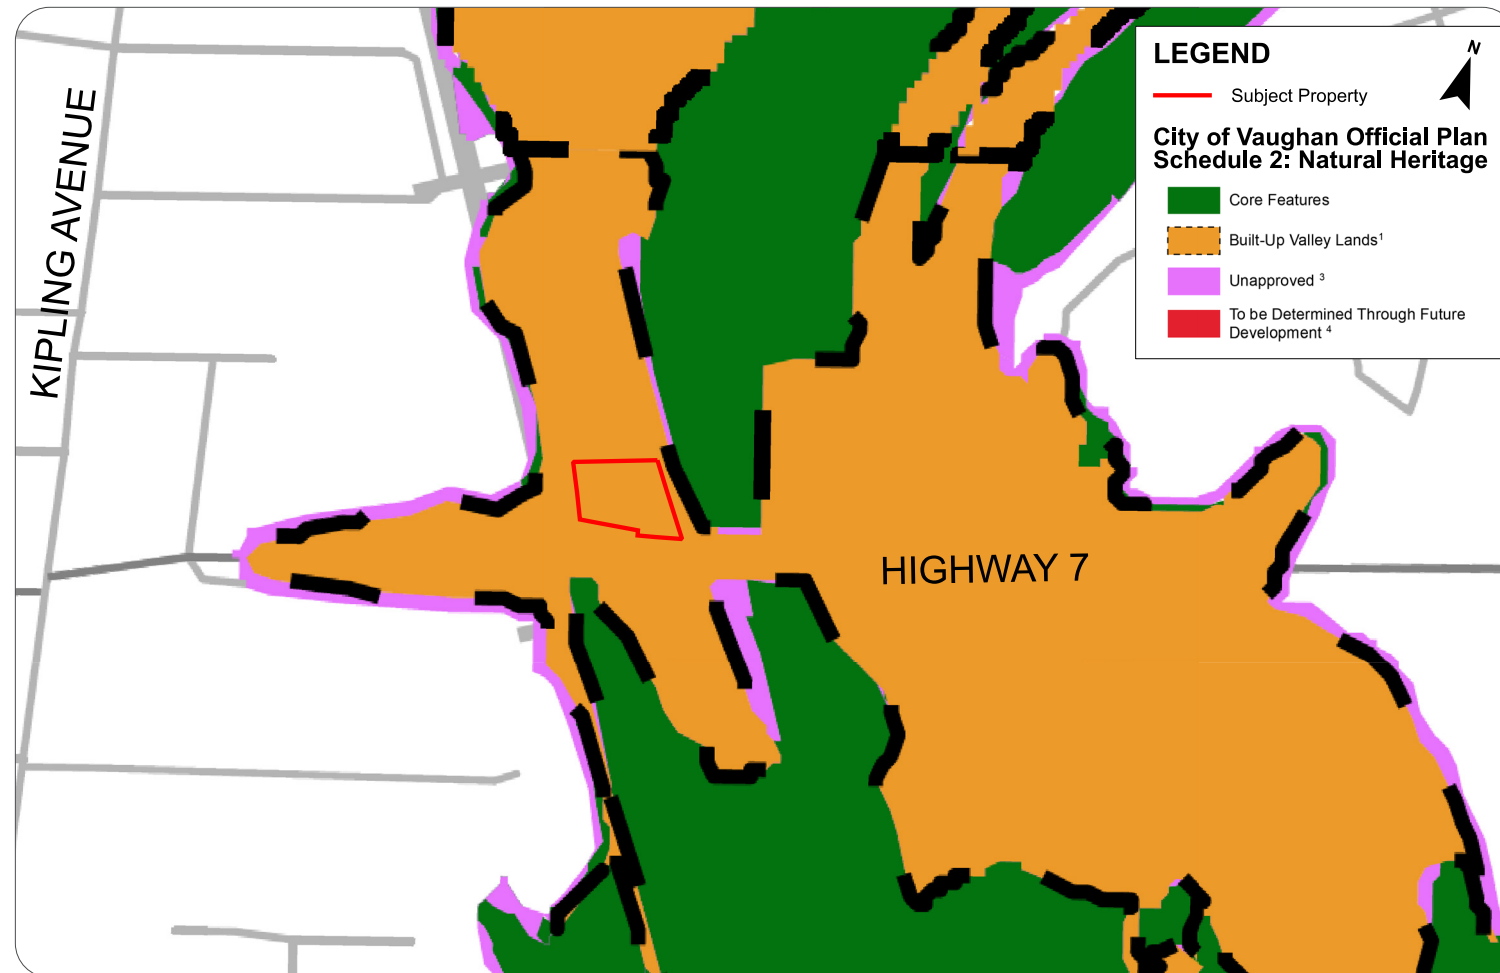 LEGEND
N
Subject Property
City of Vaughan Official Plan
Schedule 2: Natural Heritage
Core Features
Built-Up Valley Lands¹
Unapproved ³
To be Determined Through Future
Development ⁴
KIPLING AVENUE
HIGHWAY 7